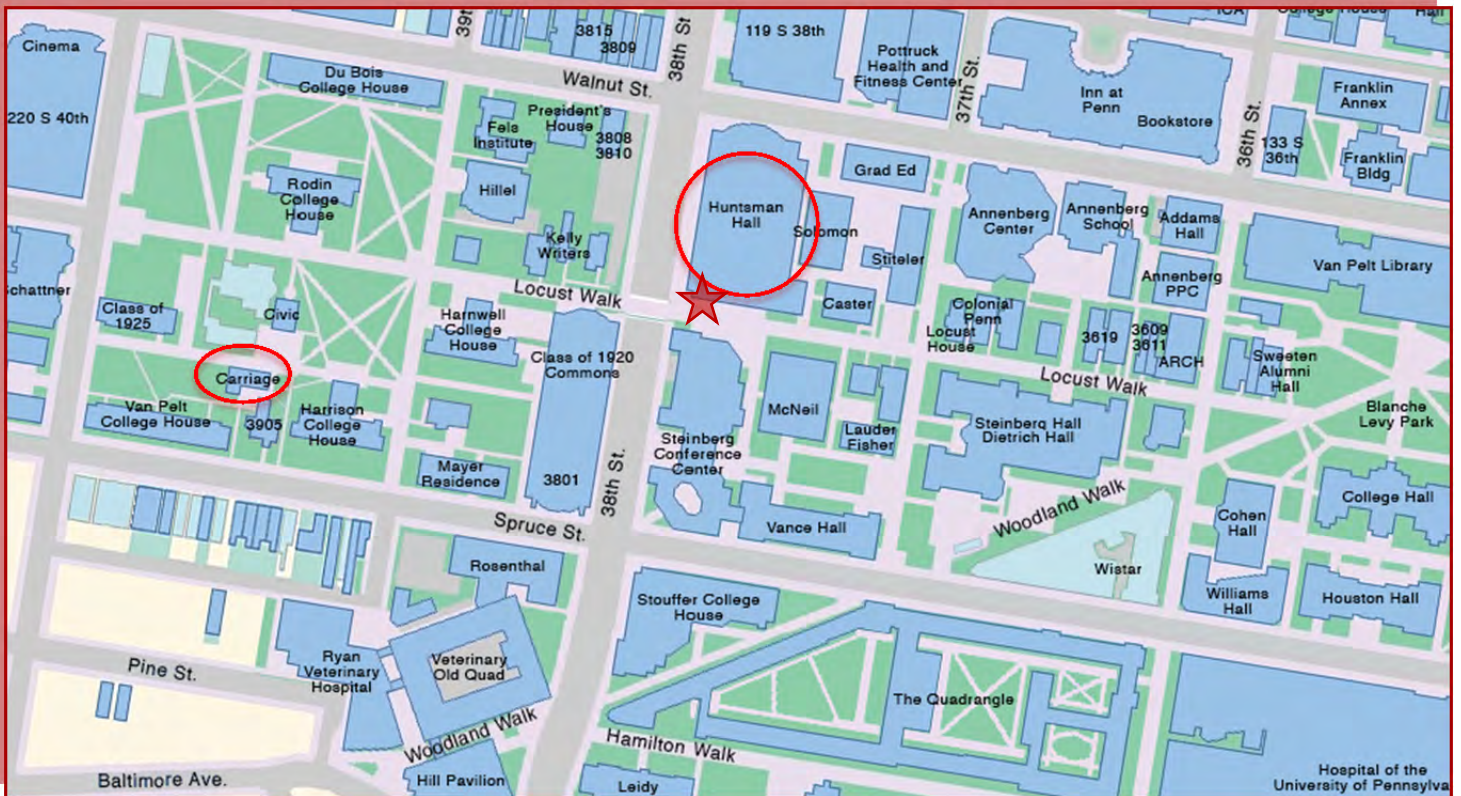 Cinema
39t
3815
3809
38th St
119 S 38th
Pottruck
Health and
Fitness Center
37th St.
Inn at
Penn
Bookstore
36th St.
Franklin
Annex
133 S
36th
Franklin
Bldg
Hall
Du Bois
College House
Walnut St.
220 S 40th
Fels
Institute
President's
House
3808
3810
Hillel
Rodin
College
House
Kelly
Writers
Huntsman
Hall
Solomon
Grad Ed
Stiteler
Annenberg
Center
Annenberg
School
Addams
Hall
Annenberg
PPC
Van Pelt Library
Schattner
Class of
1925
Civic
Locust Walk
Harnwell
College
House
Class of 1920
Commons
Caster
Colonial
Penn
Locust
House
3619
3609
3611
ARCH
Sweeten
Alumni
Hall
Locust Walk
Carriage
Van Pelt
College House
3905
Harrison
College
House
McNeil
Lauder
Fisher
Steinberg Hall
Dietrich Hall
Blanche
Levy Park
Steinberg
Conference
Center
Mayer
Residence
3801
38th St.
Spruce St.
Vance Hall
Woodland Walk
Cohen
Hall
College Hall
Wistar
Rosenthal
Stouffer College
House
Williams
Hall
Houston Hall
Pine St.
Ryan
Veterinary
Hospital
Veterinary
Old Quad
The Quadrangle
Woodland Walk
Hamilton Walk
Baltimore Ave.
Hill Pavilion
Leidy
Hospital of the
University of Pennsylva